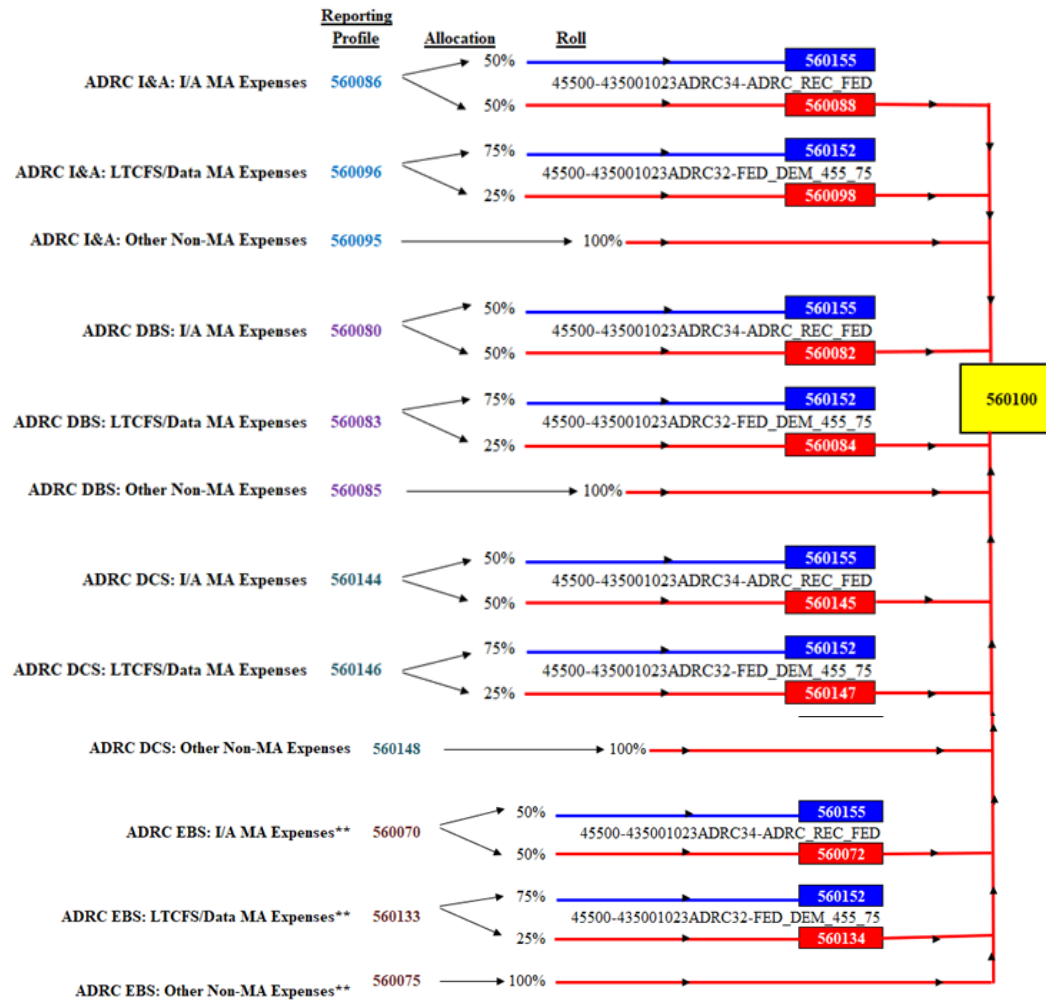 Reporting
Profile Allocation Roll
50% 560155
ADRC I&A: I/A MA Expenses 560086 45500-435001023ADRC34-ADRC_REC_FED
50% 560088
75% 560152
ADRC I&A: LTCFS/Data MA Expenses 560096 45500-435001023ADRC32-FED_DEM_455_75
25% 560098
ADRC I&A: Other Non-MA Expenses 560095 100%
50% 560155
ADRC DBS: I/A MA Expenses 560080 45500-435001023ADRC34-ADRC_REC_FED
50% 560082
75% 560152
560100
ADRC DBS: LTCFS/Data MA Expenses 560083 45500-435001023ADRC32-FED_DEM_455_75
25% 560084
ADRC DBS: Other Non-MA Expenses 560085 100%
50% 560155
ADRC DCS: I/A MA Expenses 560144 45500-435001023ADRC34-ADRC_REC_FED
50% 560145
75% 560152
ADRC DCS: LTCFS/Data MA Expenses 560146 45500-435001023ADRC32-FED_DEM_455_75
25% 560147
ADRC DCS: Other Non-MA Expenses 560148 100%
50% 560155
ADRC EBS: I/A MA Expenses** 560070 45500-435001023ADRC34-ADRC_REC_FED
50% 560072
75% 560152
ADRC EBS: LTCFS/Data MA Expenses** 560133 45500-435001023ADRC32-FED_DEM_455_75
25% 560134
ADRC EBS: Other Non-MA Expenses** 560075 100%